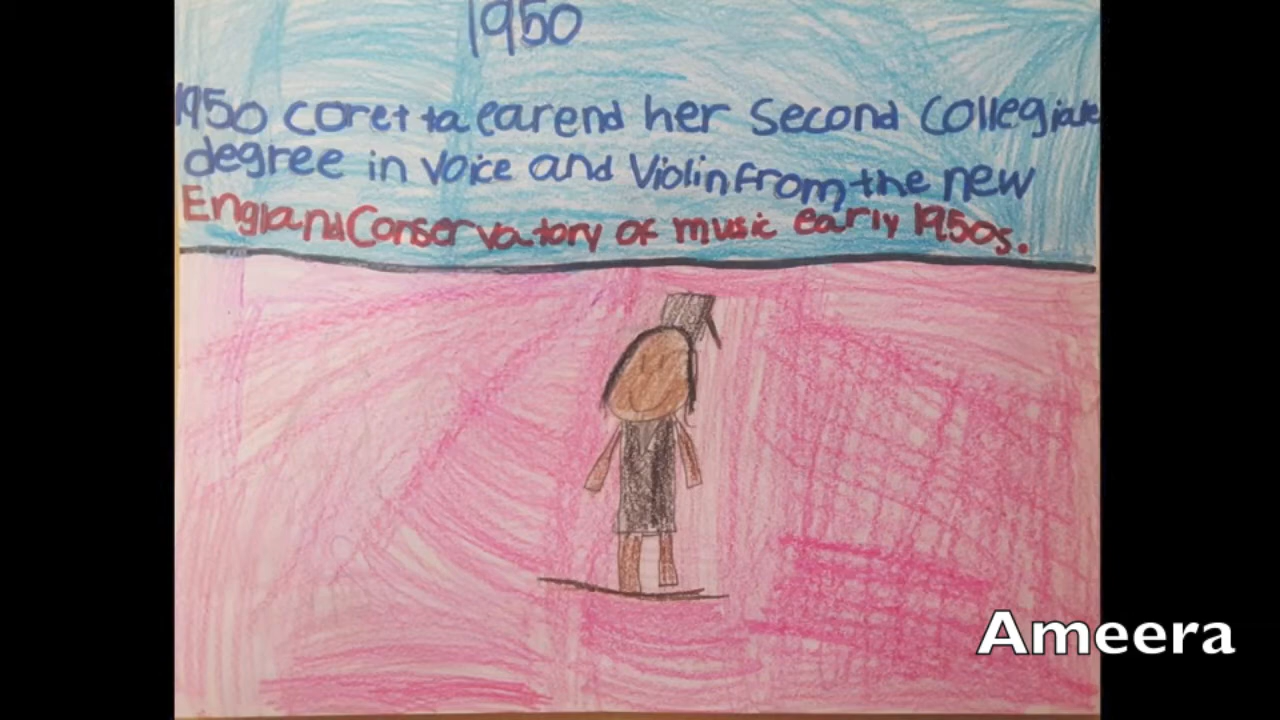 1950
1950 coretta earend her Second Collegiate
degree in voice and Violin from the new
England Conservatory of music early 1950s.
Ameera